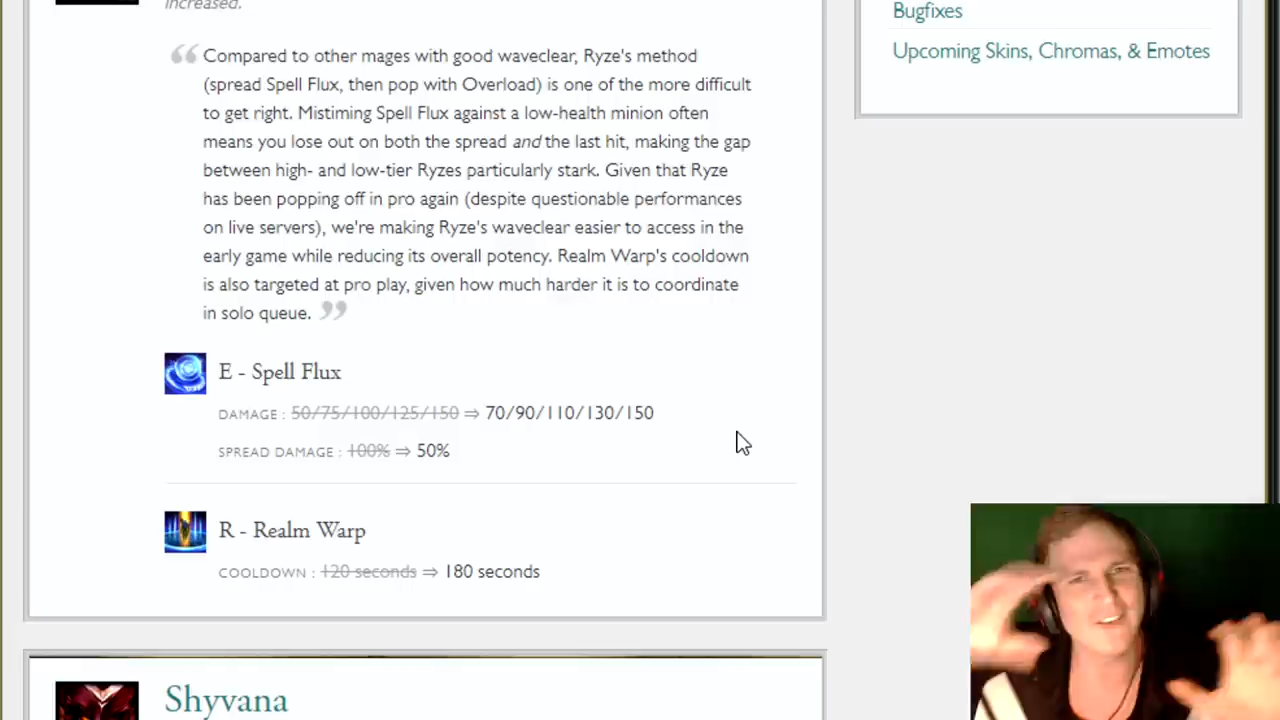 increased.
Compared to other mages with good waveclear, Ryze's method
(spread Spell Flux, then pop with Overload) is one of the more difficult
to get right. Mistiming Spell Flux against a low-health minion often
means you lose out on both the spread and the last hit, making the gap
between high- and low-tier Ryzes particularly stark. Given that Ryze
has been popping off in pro again (despite questionable performances
on live servers), we're making Ryze's waveclear easier to access in the
early game while reducing its overall potency. Realm Warp's cooldown
is also targeted at pro play, given how much harder it is to coordinate
in solo queue.
E - Spell Flux
DAMAGE : 50/75/100/125/150 ⇒ 70/90/110/130/150
SPREAD DAMAGE : 100% ⇒ 50%
R - Realm Warp
COOLDOWN : 120 seconds ⇒ 180 seconds
Shyvana
Bugfixes
Upcoming Skins, Chromas, & Emotes